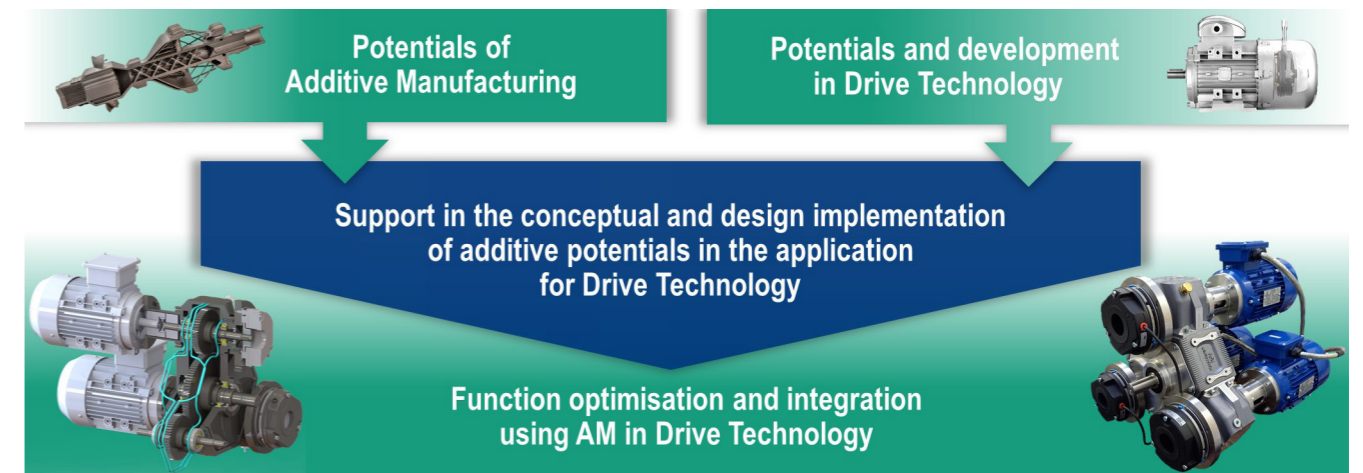 Potentials of
Additive Manufacturing
Potentials and development
in Drive Technology
Support in the conceptual and design implementation
of additive potentials in the application
for Drive Technology
Function optimisation and integration
using AM in Drive Technology